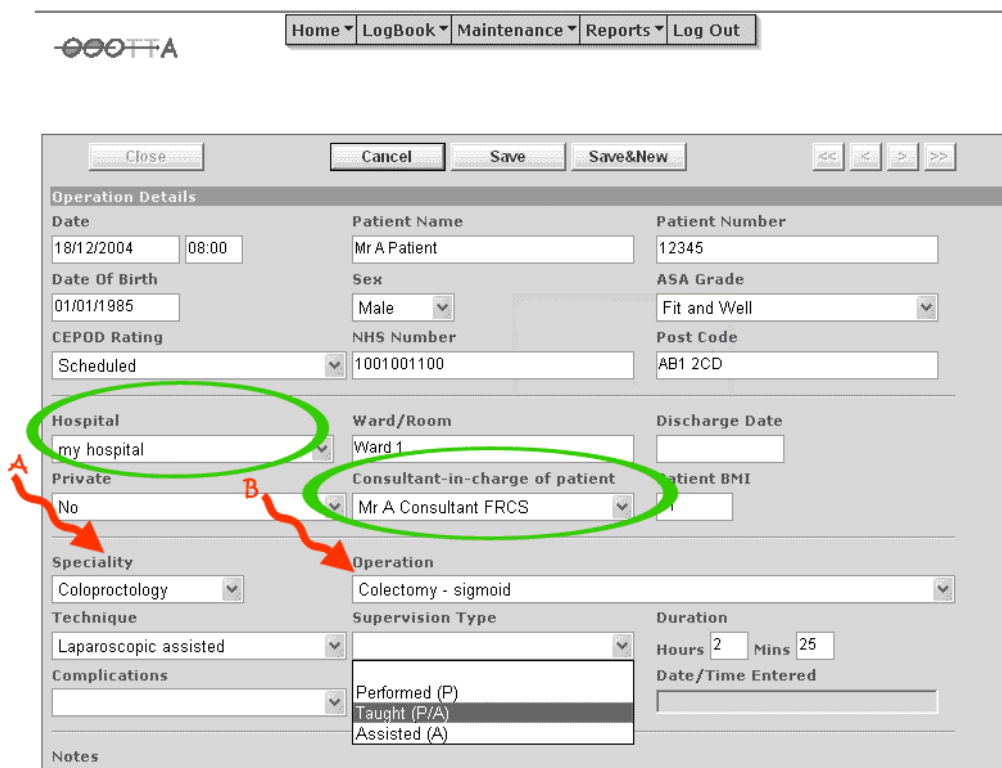 Home LogBook Maintenance Reports Log Out
OOOTTA
Close Cancel Save Save&New << < > >>
Operation Details
Date Patient Name Patient Number
18/12/2004 08:00 Mr A Patient 12345
Date Of Birth Sex ASA Grade
01/01/1985 Male Fit and Well
CEPOD Rating NHS Number Post Code
Scheduled 1001001100 AB1 2CD
Hospital Ward/Room Discharge Date
my hospital Ward 1
A
Private Consultant-in-charge of patient Patient BMI
B
No Mr A Consultant FRCS
Speciality Operation
Coloproctology Colectomy - sigmoid
Technique Supervision Type Duration
Laparoscopic assisted Hours 2 Mins 25
Complications Date/Time Entered
Performed (P)
Taught (P/A)
Assisted (A)
Notes